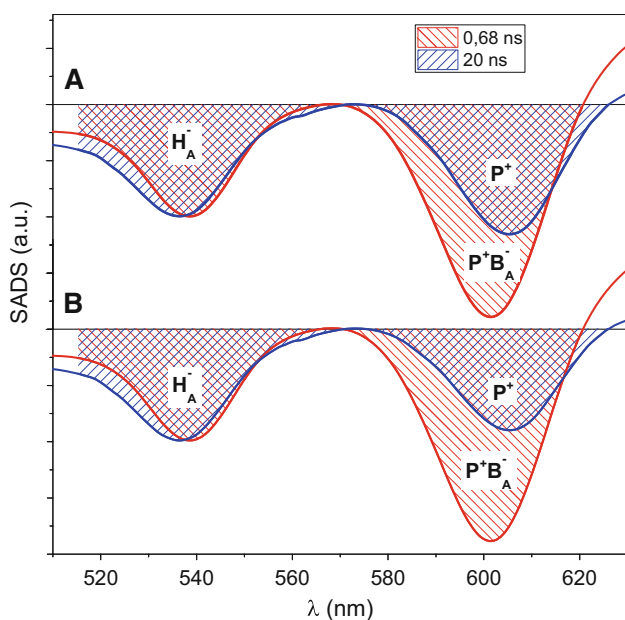 0,68 ns
20 ns
A
H_A^-
P^+
P^+B_A^-
B
H_A^-
P^+
P^+B_A^-
SADS (a.u.)
520 540 560 580 600 620
λ (nm)